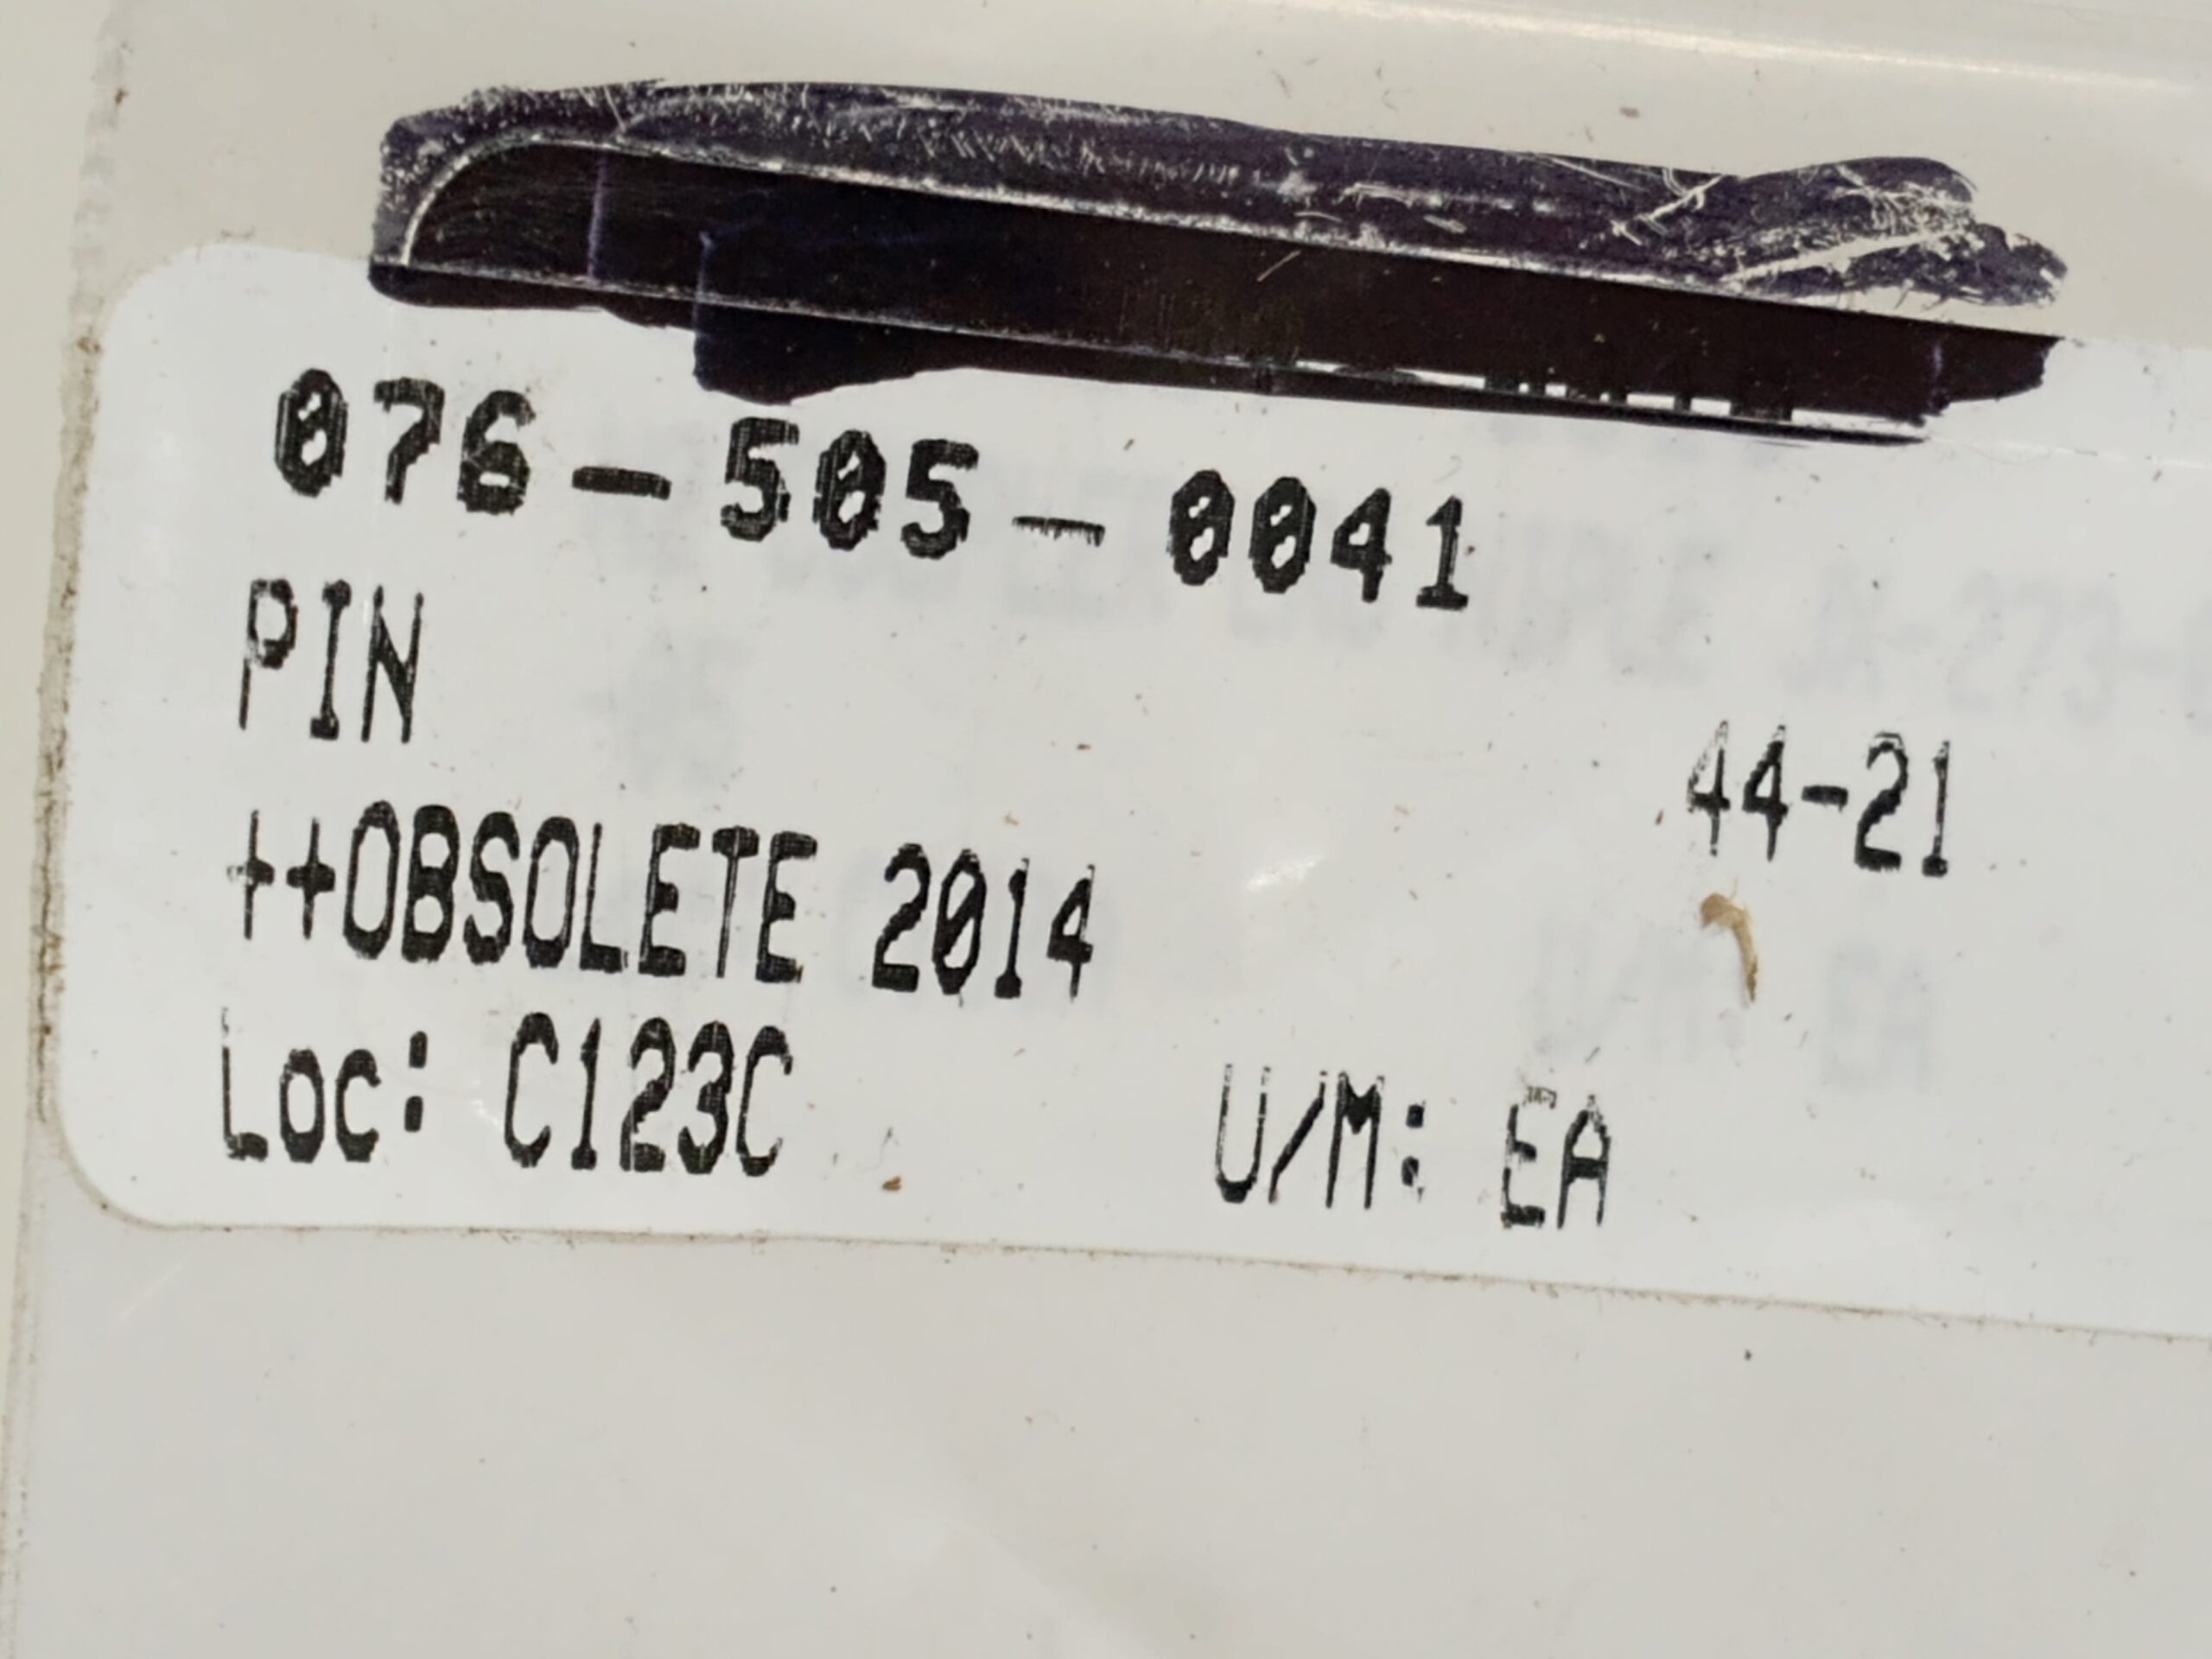 076-505-0041
PIN
44-21
++OBSOLETE 2014
Loc: C123C U/M: EA